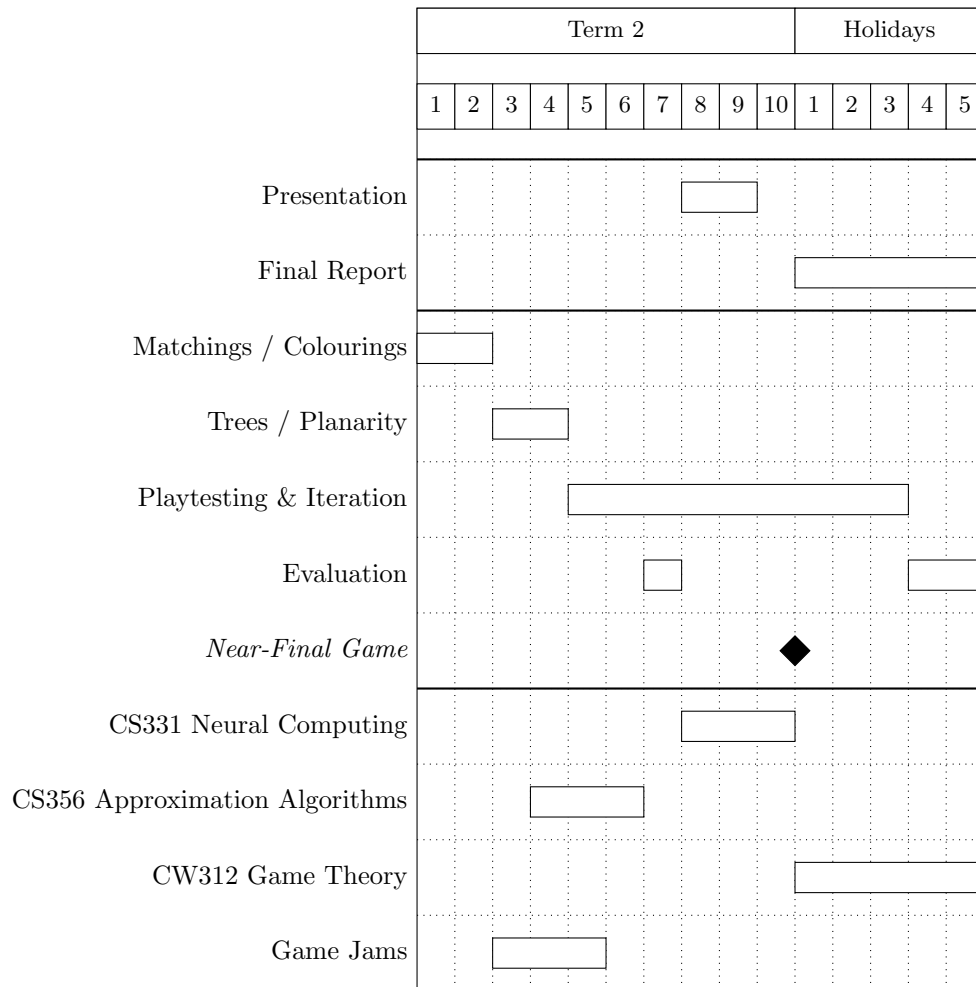 Term 2 Holidays
1 2 3 4 5 6 7 8 9 10 1 2 3 4 5
Presentation
Final Report
Matchings / Colourings
Trees / Planarity
Playtesting & Iteration
Evaluation
Near-Final Game
CS331 Neural Computing
CS356 Approximation Algorithms
CW312 Game Theory
Game Jams